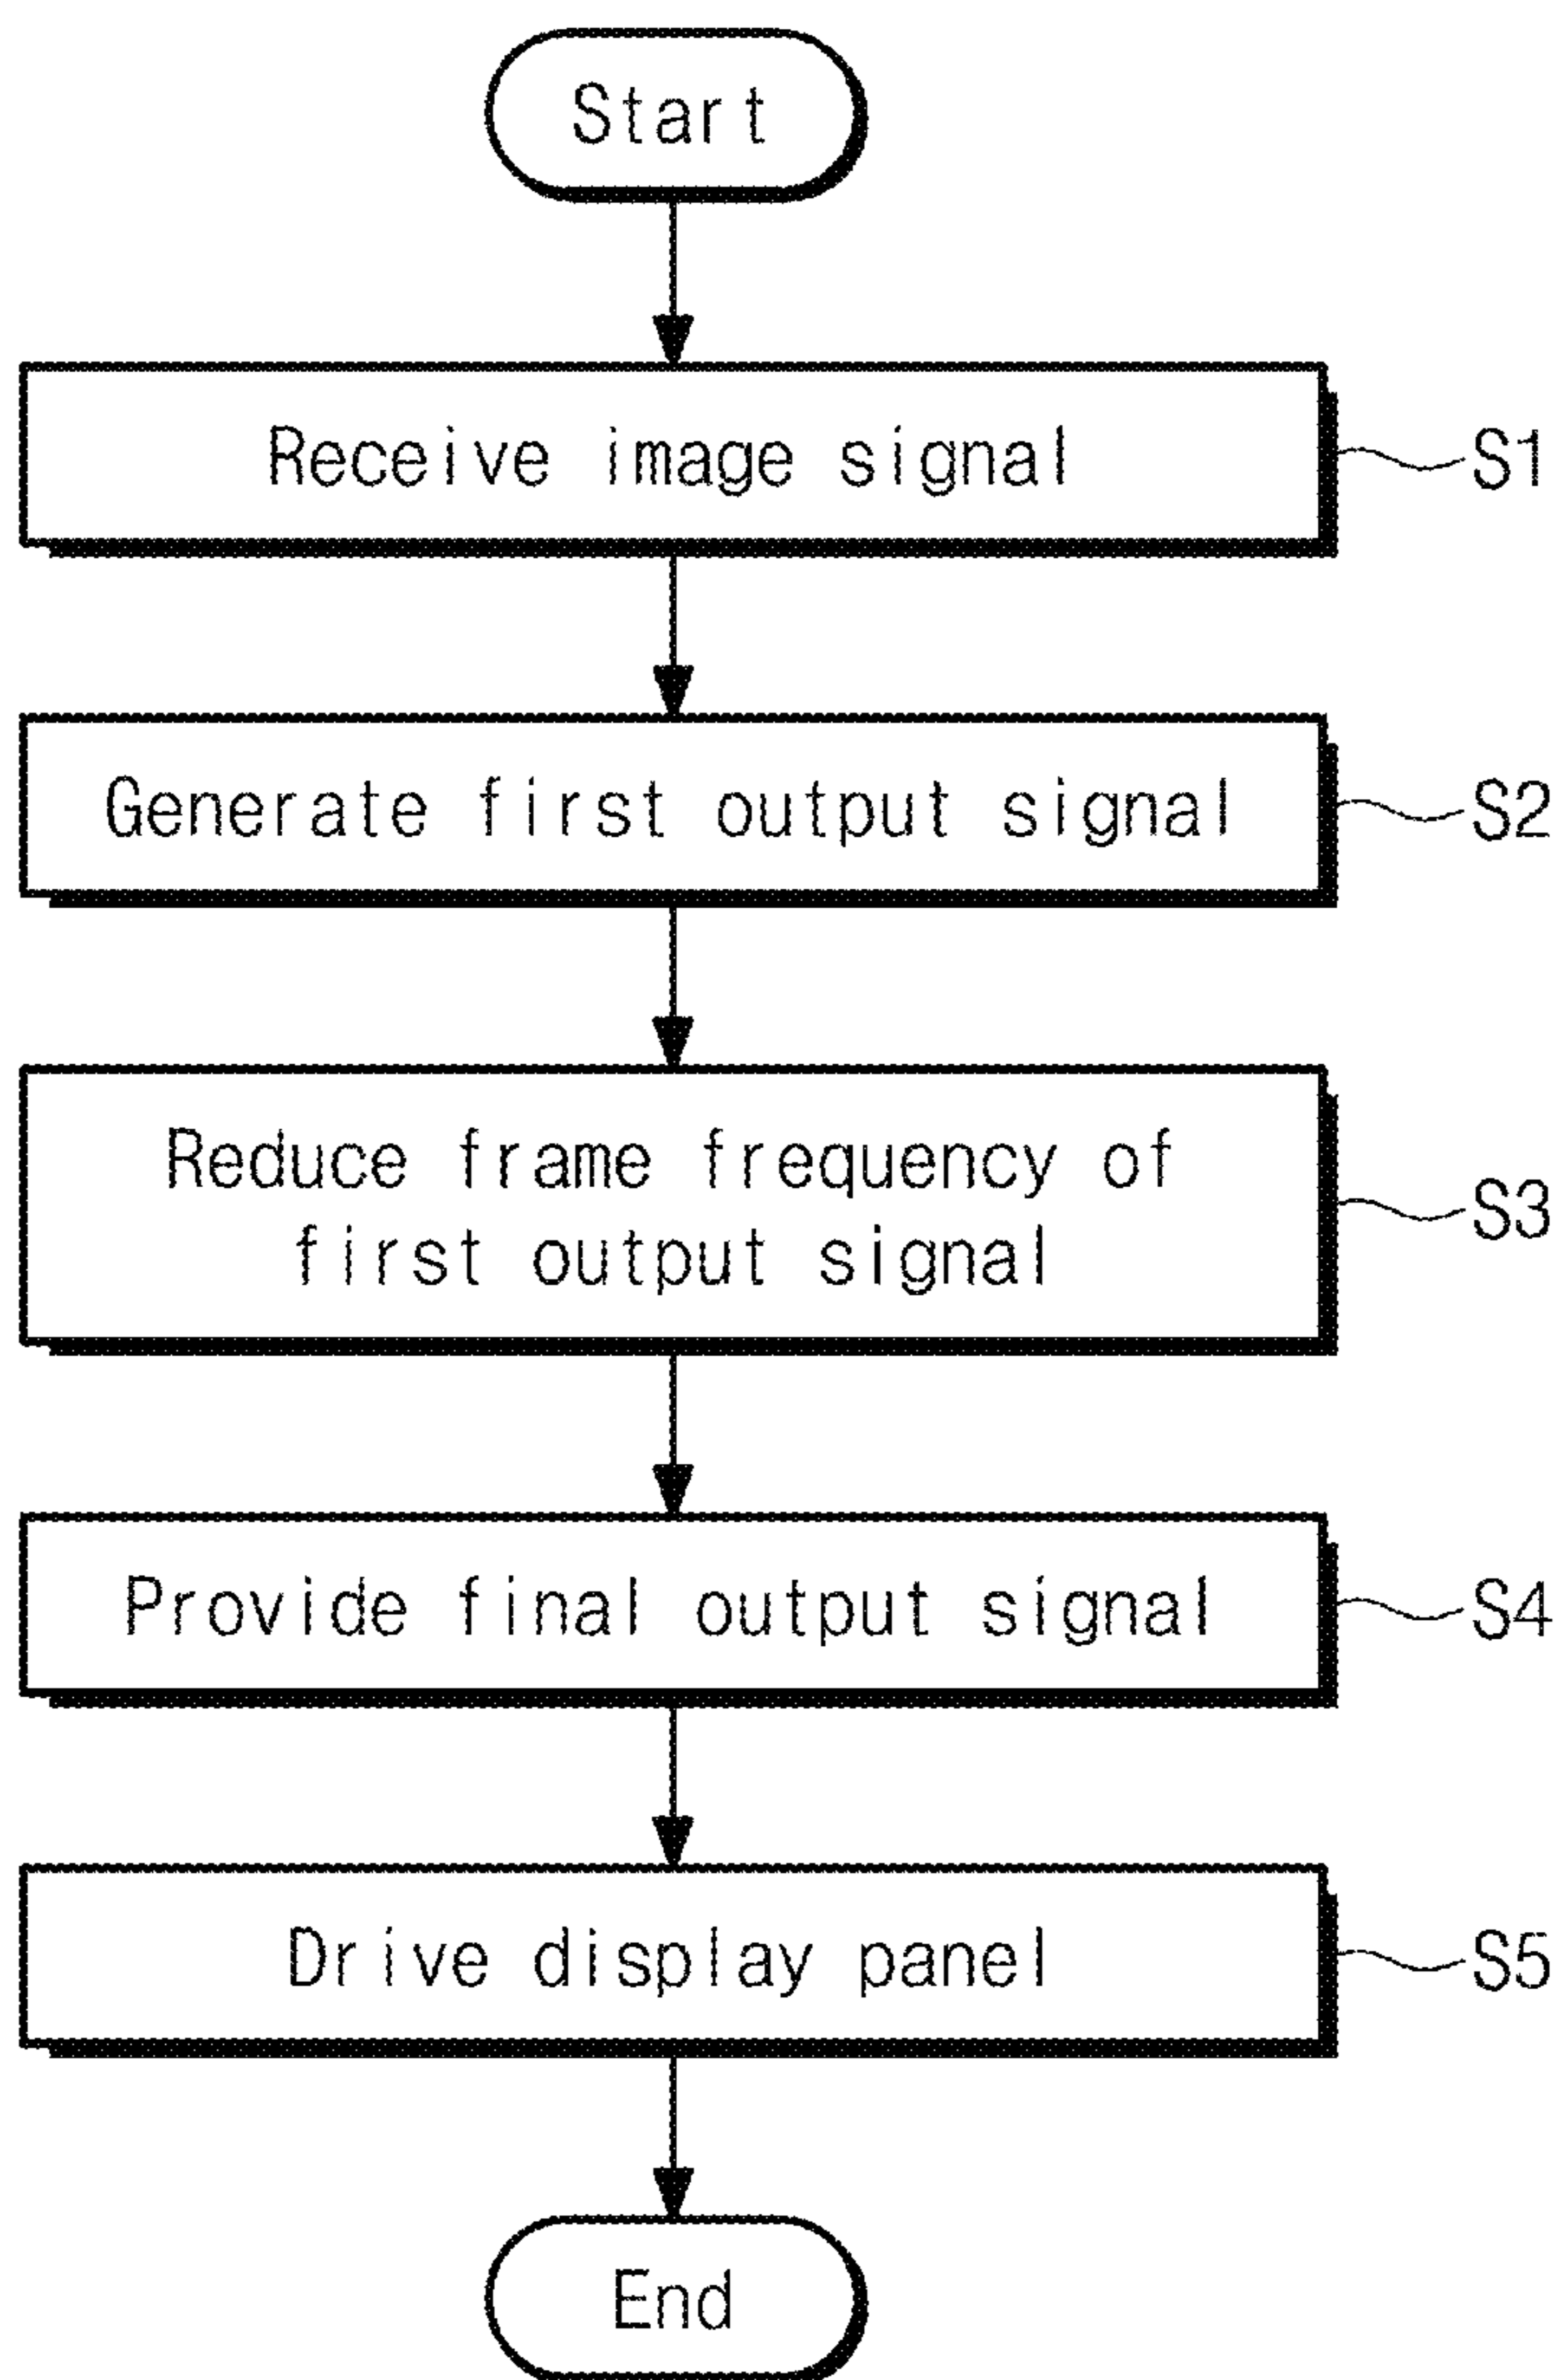 Start
Receive image signal
S1
Generate first output signal
S2
Reduce frame frequency of
first output signal
S3
Provide final output signal
S4
Drive display panel
S5
End